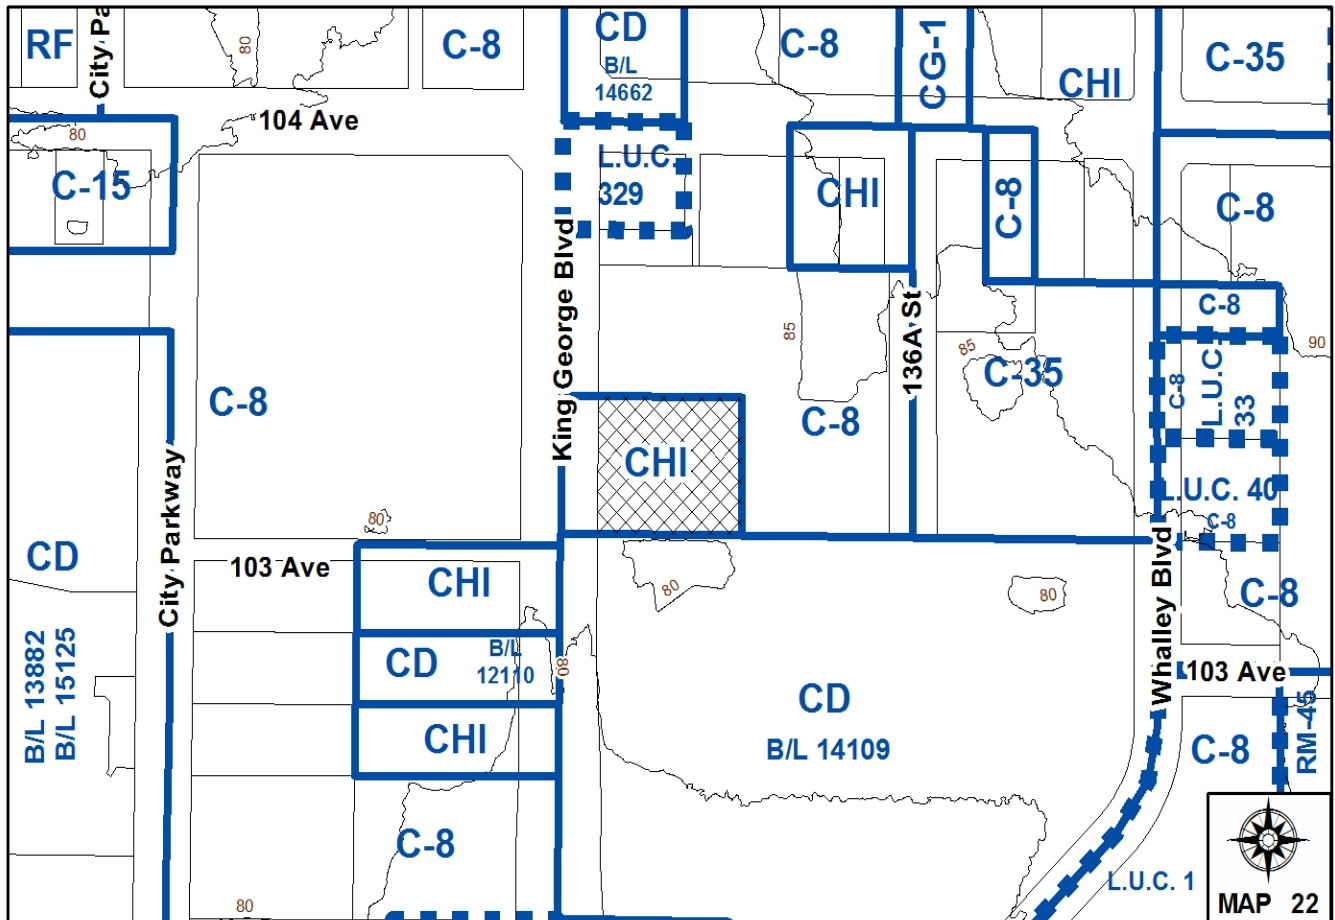 RF
City Pa
80
C-8
CD
B/L
14662
C-8
CG-1
CHI
C-35
104 Ave
80
C-15
L.U.C.
329
CHI
C-8
C-8
King George Blvd
136A St
C-8
85
85
90
C-35
C-8
C-8
L.U.C.
33
C-8
C-8
CHI
L.U.C. 40
C-8
80
City Parkway
CD
103 Ave
CHI
80
80
Whalley Blvd
C-8
B/L 13882
B/L 15125
CD
B/L
12110
80
103 Ave
CD
B/L 14109
CHI
C-8
RM-45
C-8
L.U.C. 1
80
MAP 22